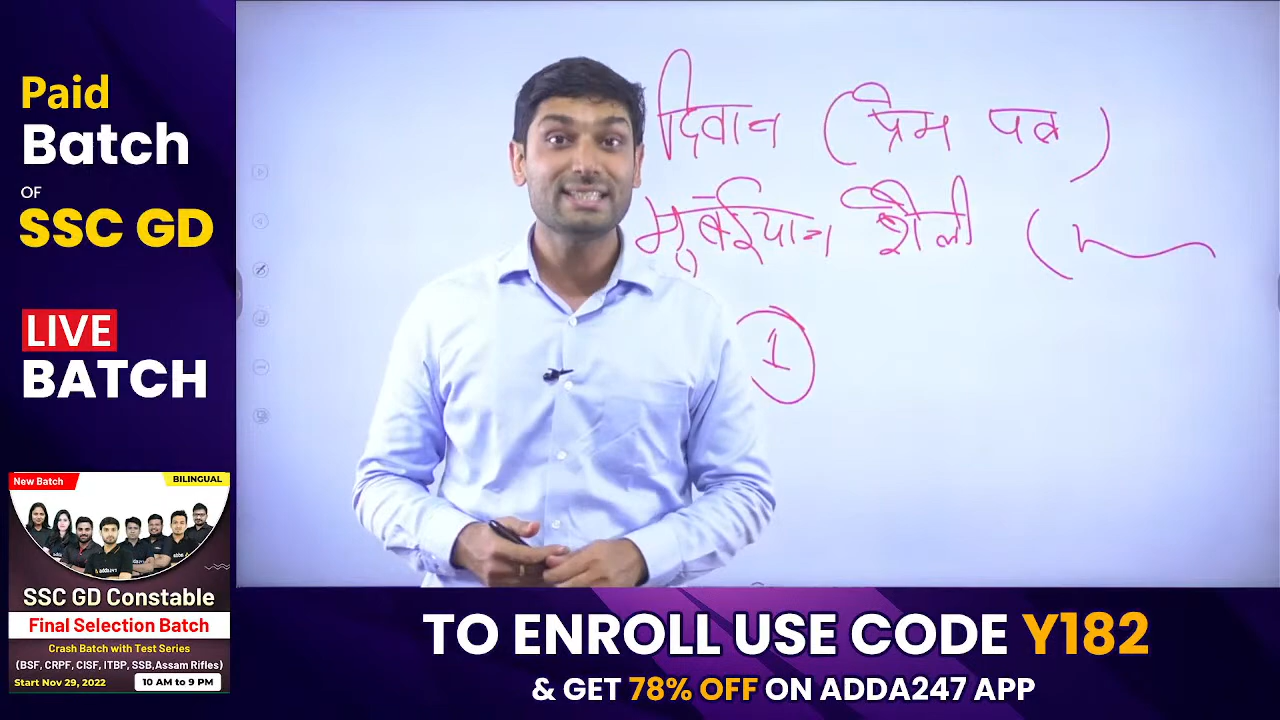 Paid
Batch
OF
SSC GD
LIVE
BATCH
New Batch
BILINGUAL
SSC GD Constable
Final Selection Batch
Crash Batch with Test Series
(BSF, CRPF, CISF, ITBP, SSB,Assam Rifles)
Start Nov 29, 2022
10 AM to 9 PM
दिवान (प्रेम पत्र)
शैली (
1
TO ENROLL USE CODE Y182
& GET 78% OFF ON ADDA247 APP